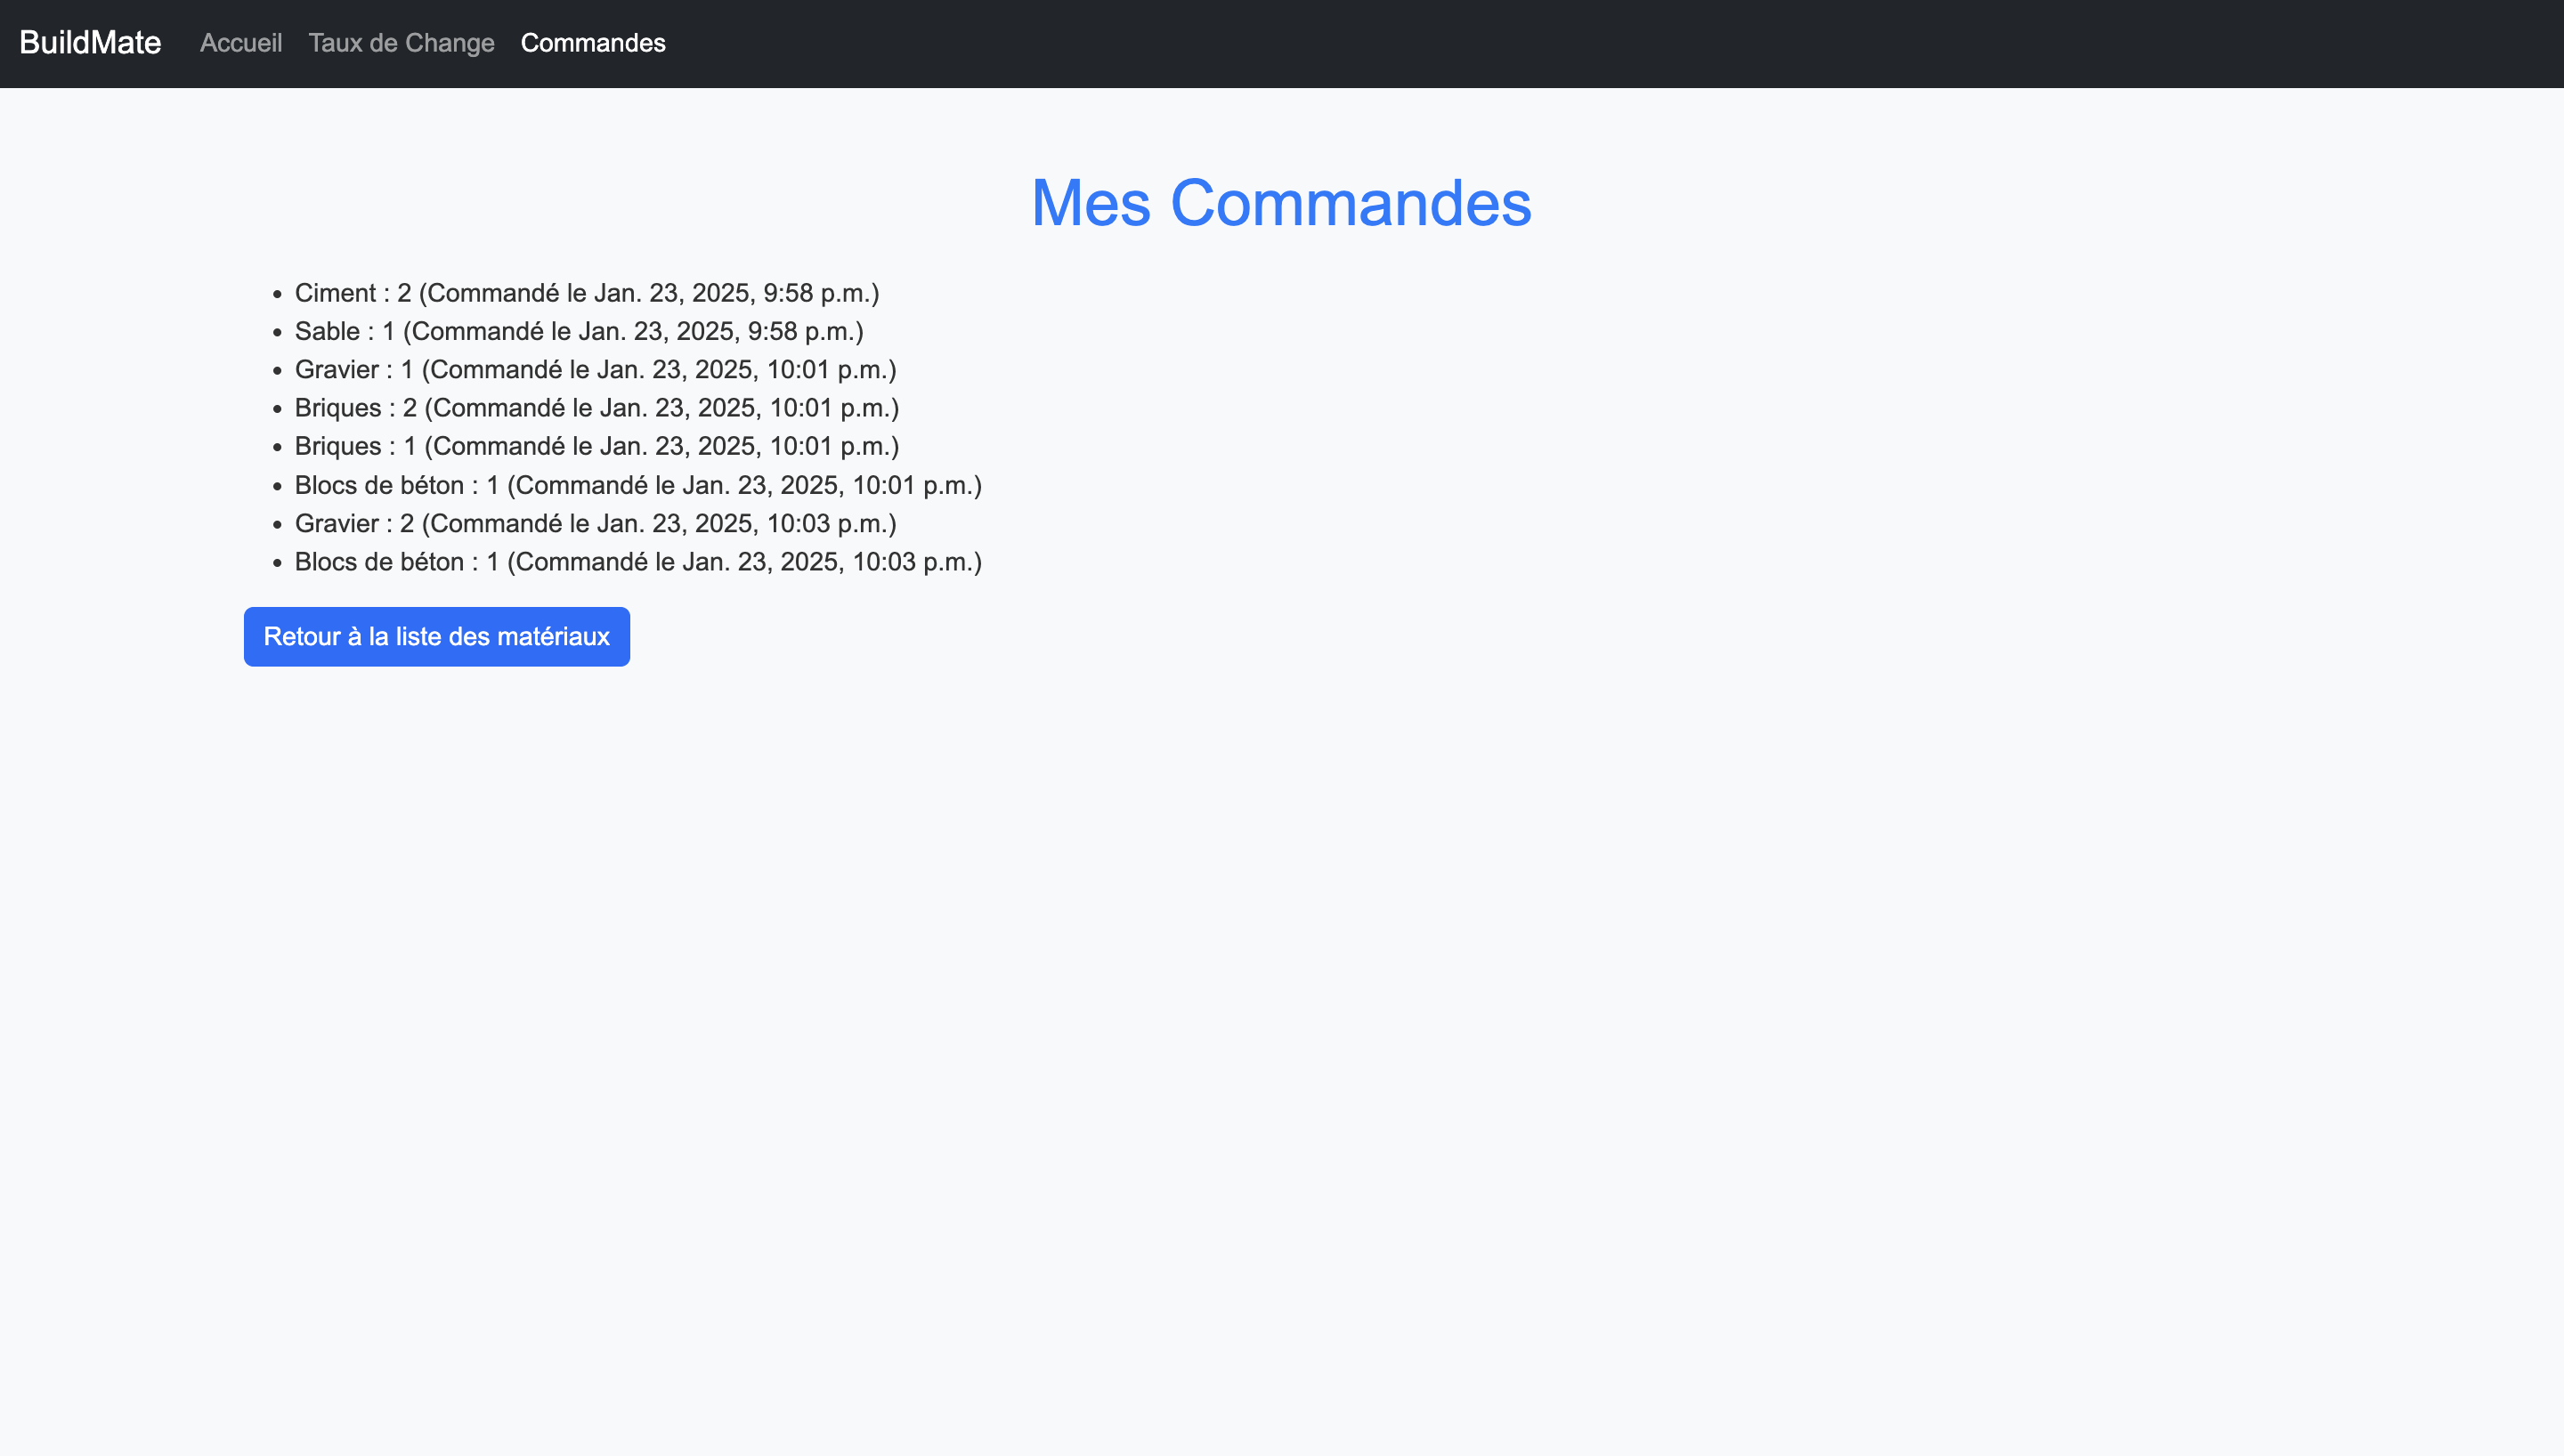 BuildMate Accueil Taux de Change Commandes
Mes Commandes
Ciment : 2 (Commandé le Jan. 23, 2025, 9:58 p.m.)
Sable : 1 (Commandé le Jan. 23, 2025, 9:58 p.m.)
Gravier : 1 (Commandé le Jan. 23, 2025, 10:01 p.m.)
Briques : 2 (Commandé le Jan. 23, 2025, 10:01 p.m.)
Briques : 1 (Commandé le Jan. 23, 2025, 10:01 p.m.)
Blocs de béton : 1 (Commandé le Jan. 23, 2025, 10:01 p.m.)
Gravier : 2 (Commandé le Jan. 23, 2025, 10:03 p.m.)
Blocs de béton : 1 (Commandé le Jan. 23, 2025, 10:03 p.m.)
Retour à la liste des matériaux